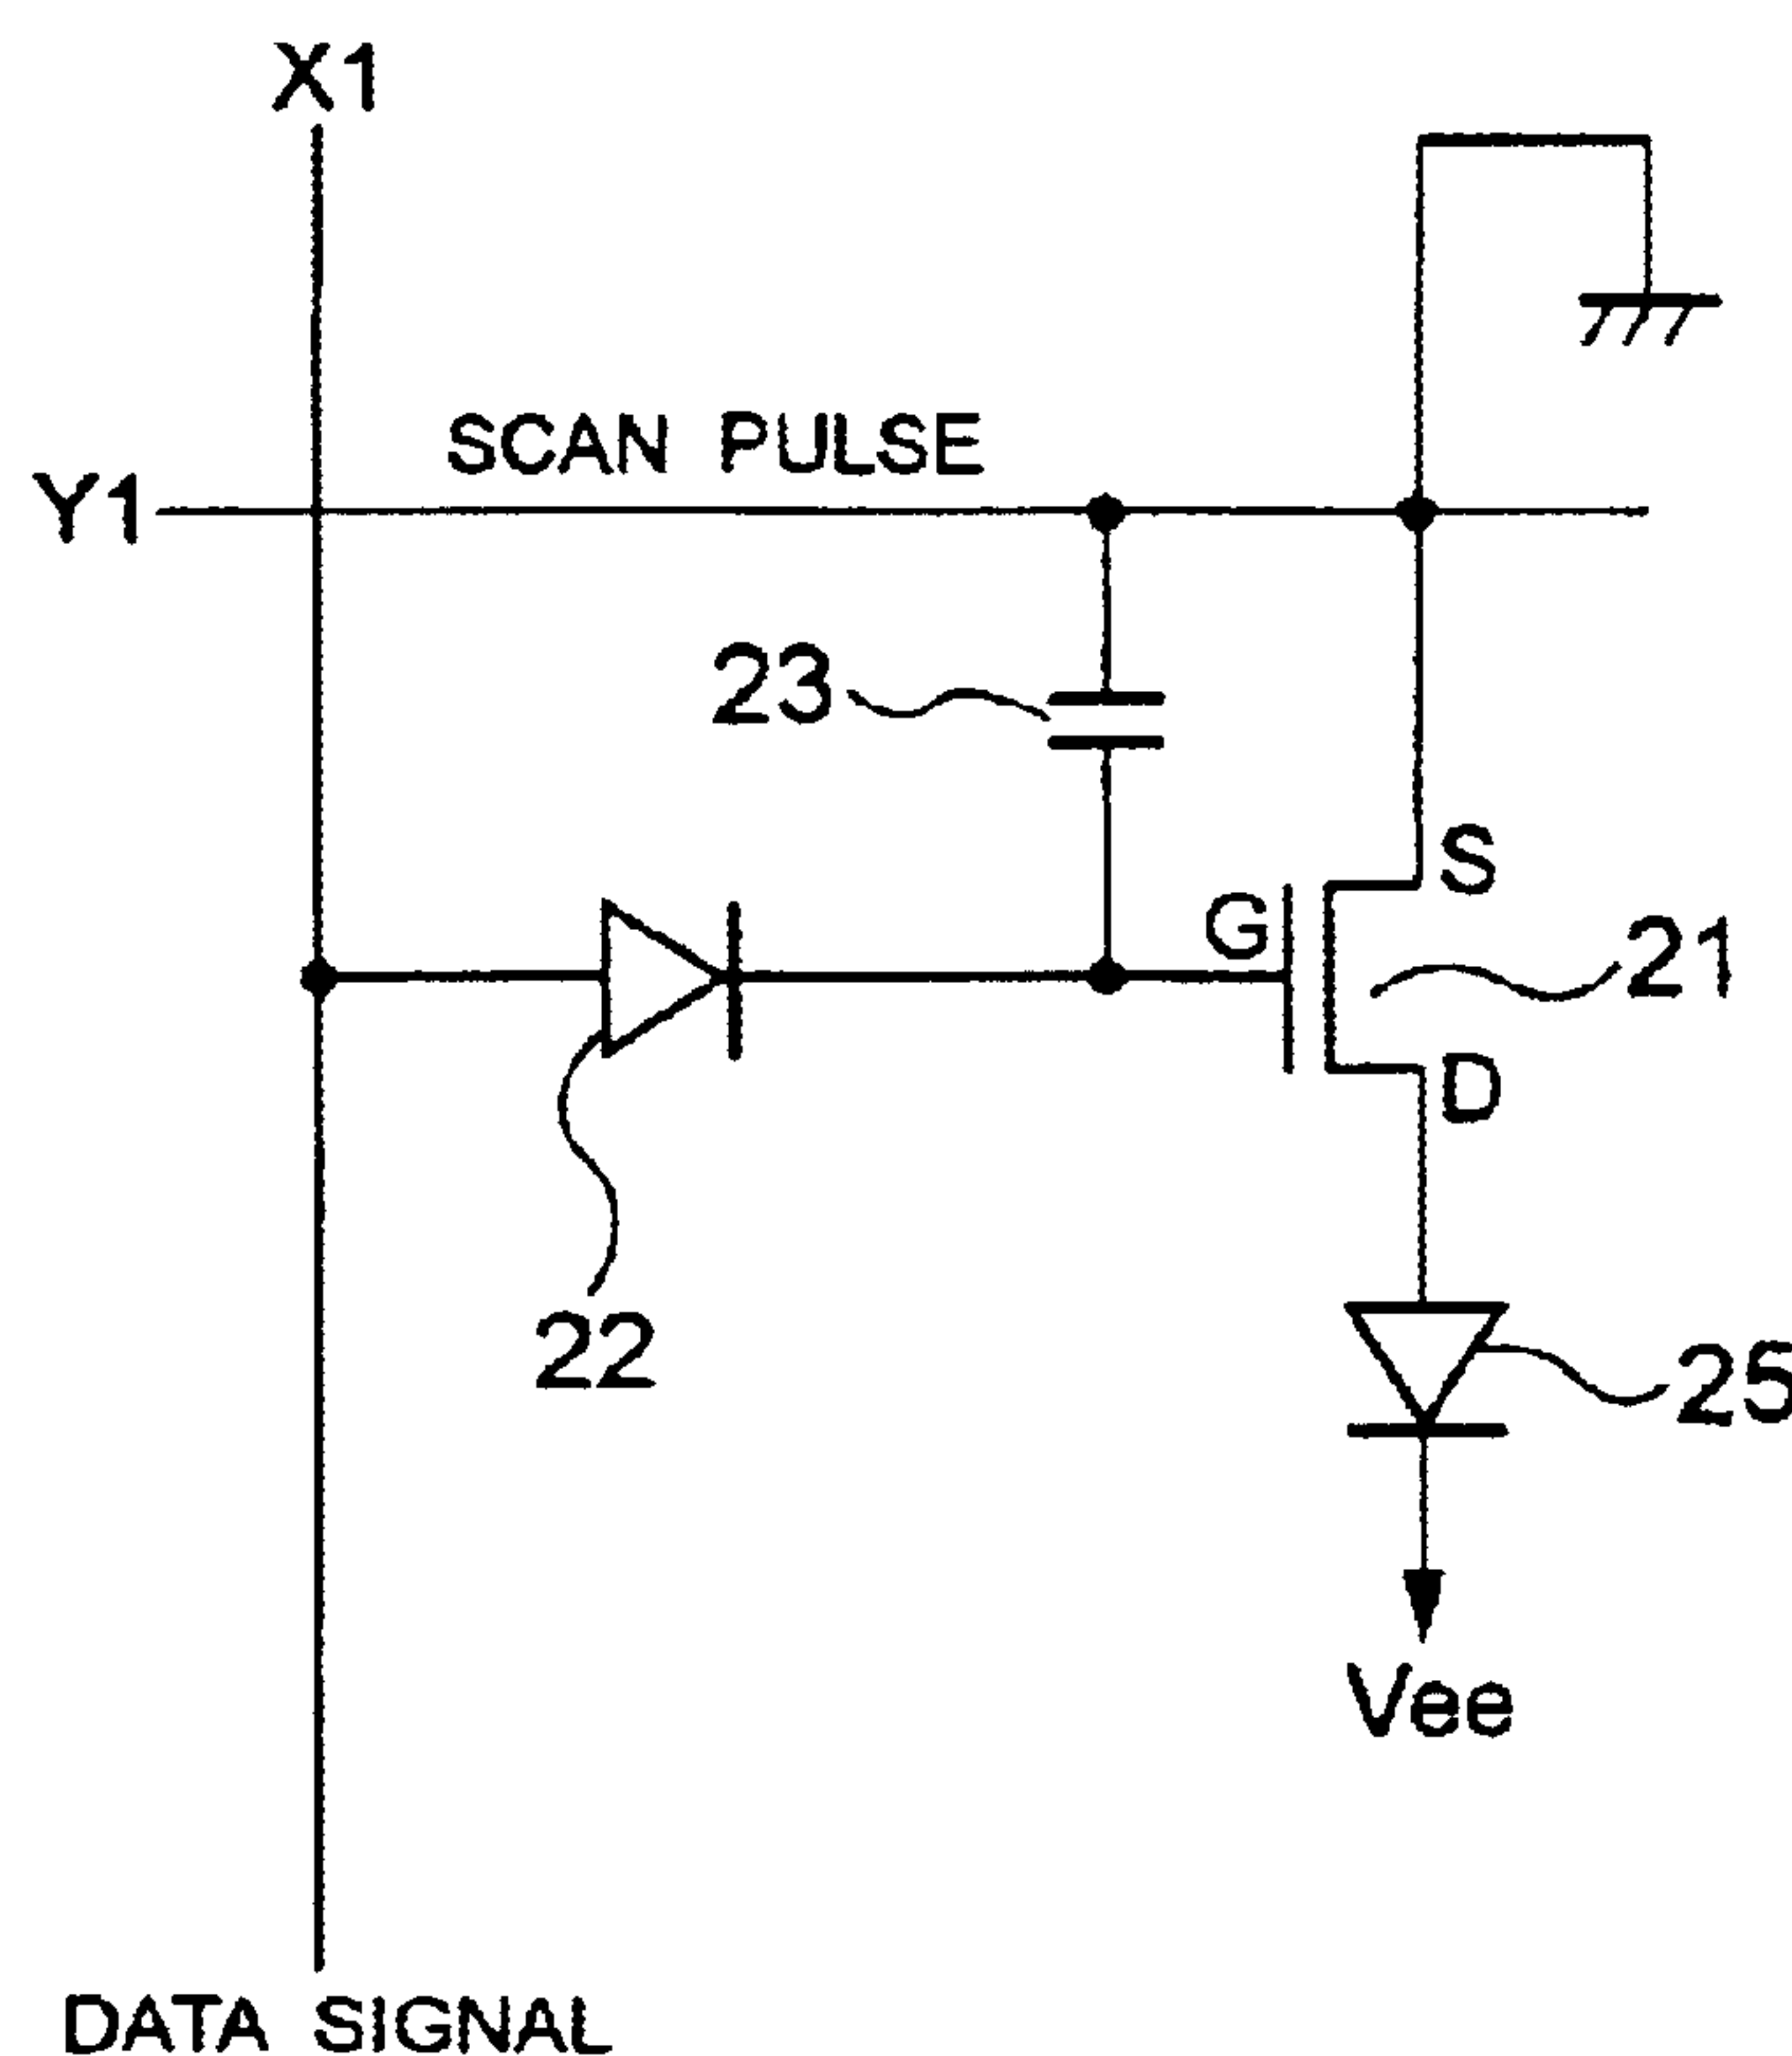 X1
SCAN PULSE
Y1
23
S
G
21
D
22
25
Vee
DATA SIGNAL